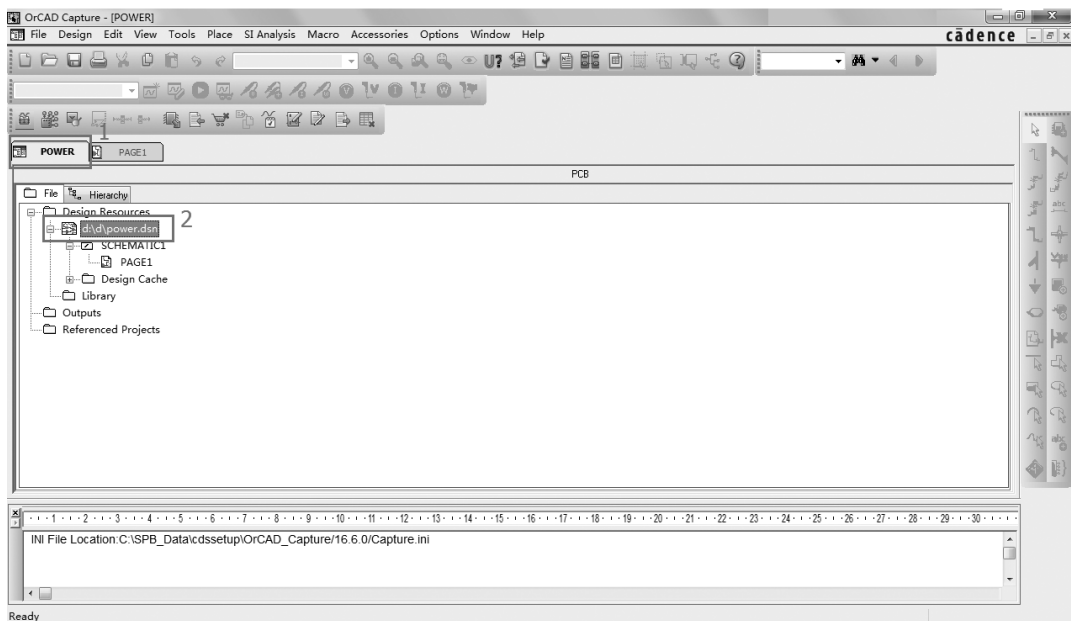 OrCAD Capture - [POWER]
File Design Edit View Tools Place SI Analysis Macro Accessories Options Window Help
cādence
U?
1
POWER
PAGE1
PCB
File
Hierarchy
Design Resources
d:\d\power.dsn
2
SCHEMATIC1
PAGE1
Design Cache
Library
Outputs
Referenced Projects
abc
abc
1 2 3 4 5 6 7 8 9 10 11 12 13 14 15 16 17 18 19 20 21 22 23 24 25 26 27 28 29 30
INI File Location:C:\SPB_Data\cdssetup\OrCAD_Capture/16.6.0/Capture.ini
Ready